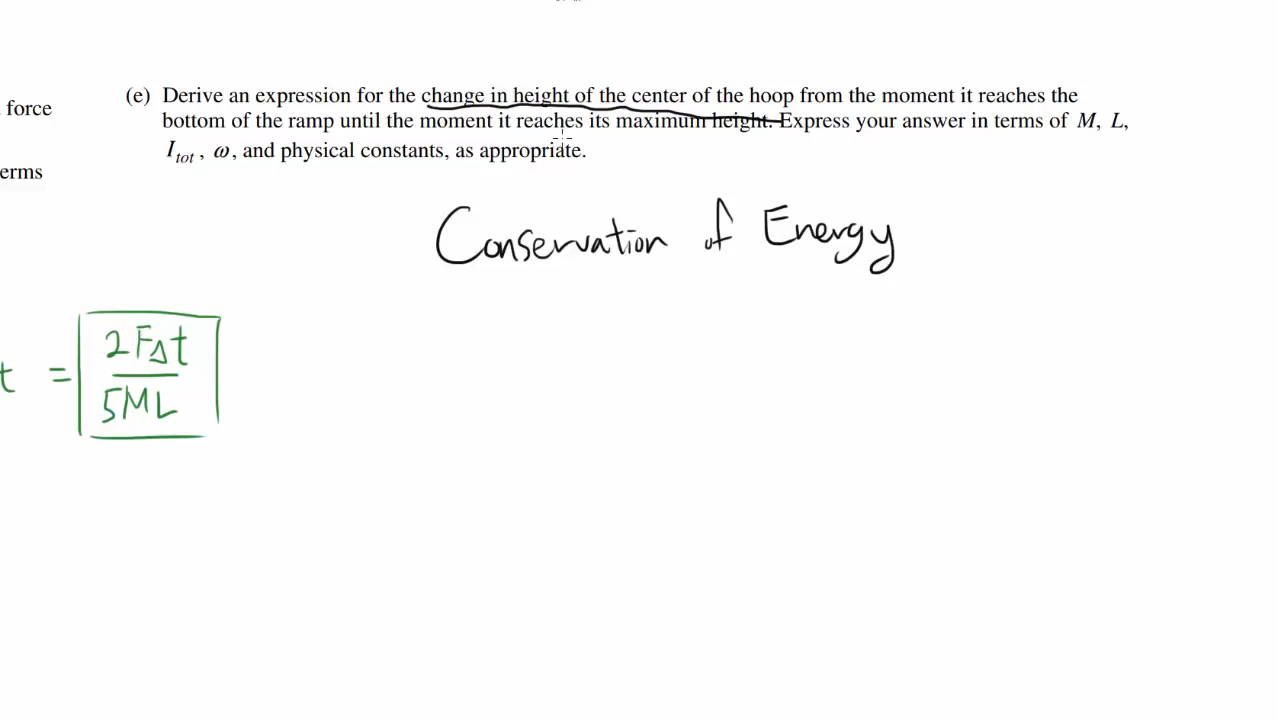 (e) Derive an expression for the change in height of the center of the hoop from the moment it reaches the
force
bottom of the ramp until the moment it reaches its maximum height. Express your answer in terms of M, L,
I_tot, ω, and physical constants, as appropriate.
erms
Conservation of Energy
t = 2FΔt
5ML